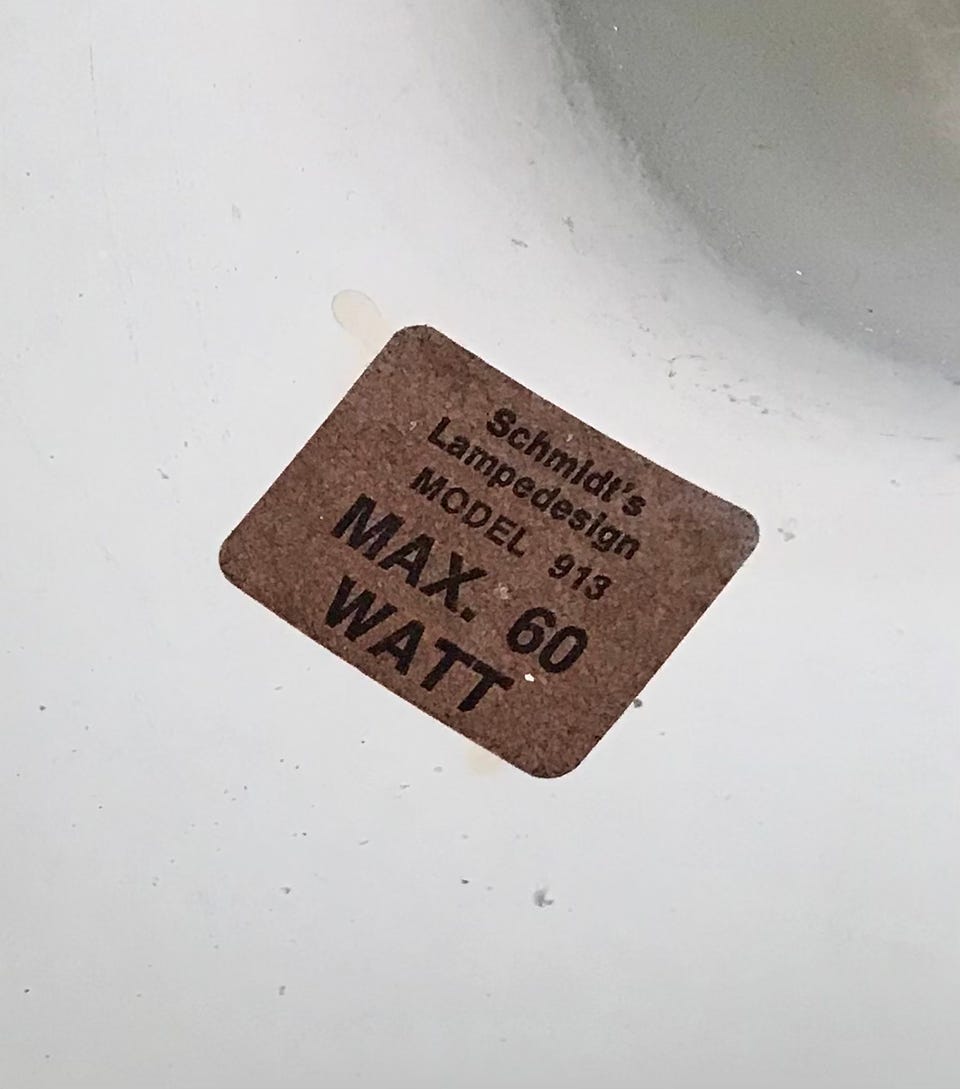 Schmidt's
Lampedesign
MODEL 913
MAX. 60
WATT